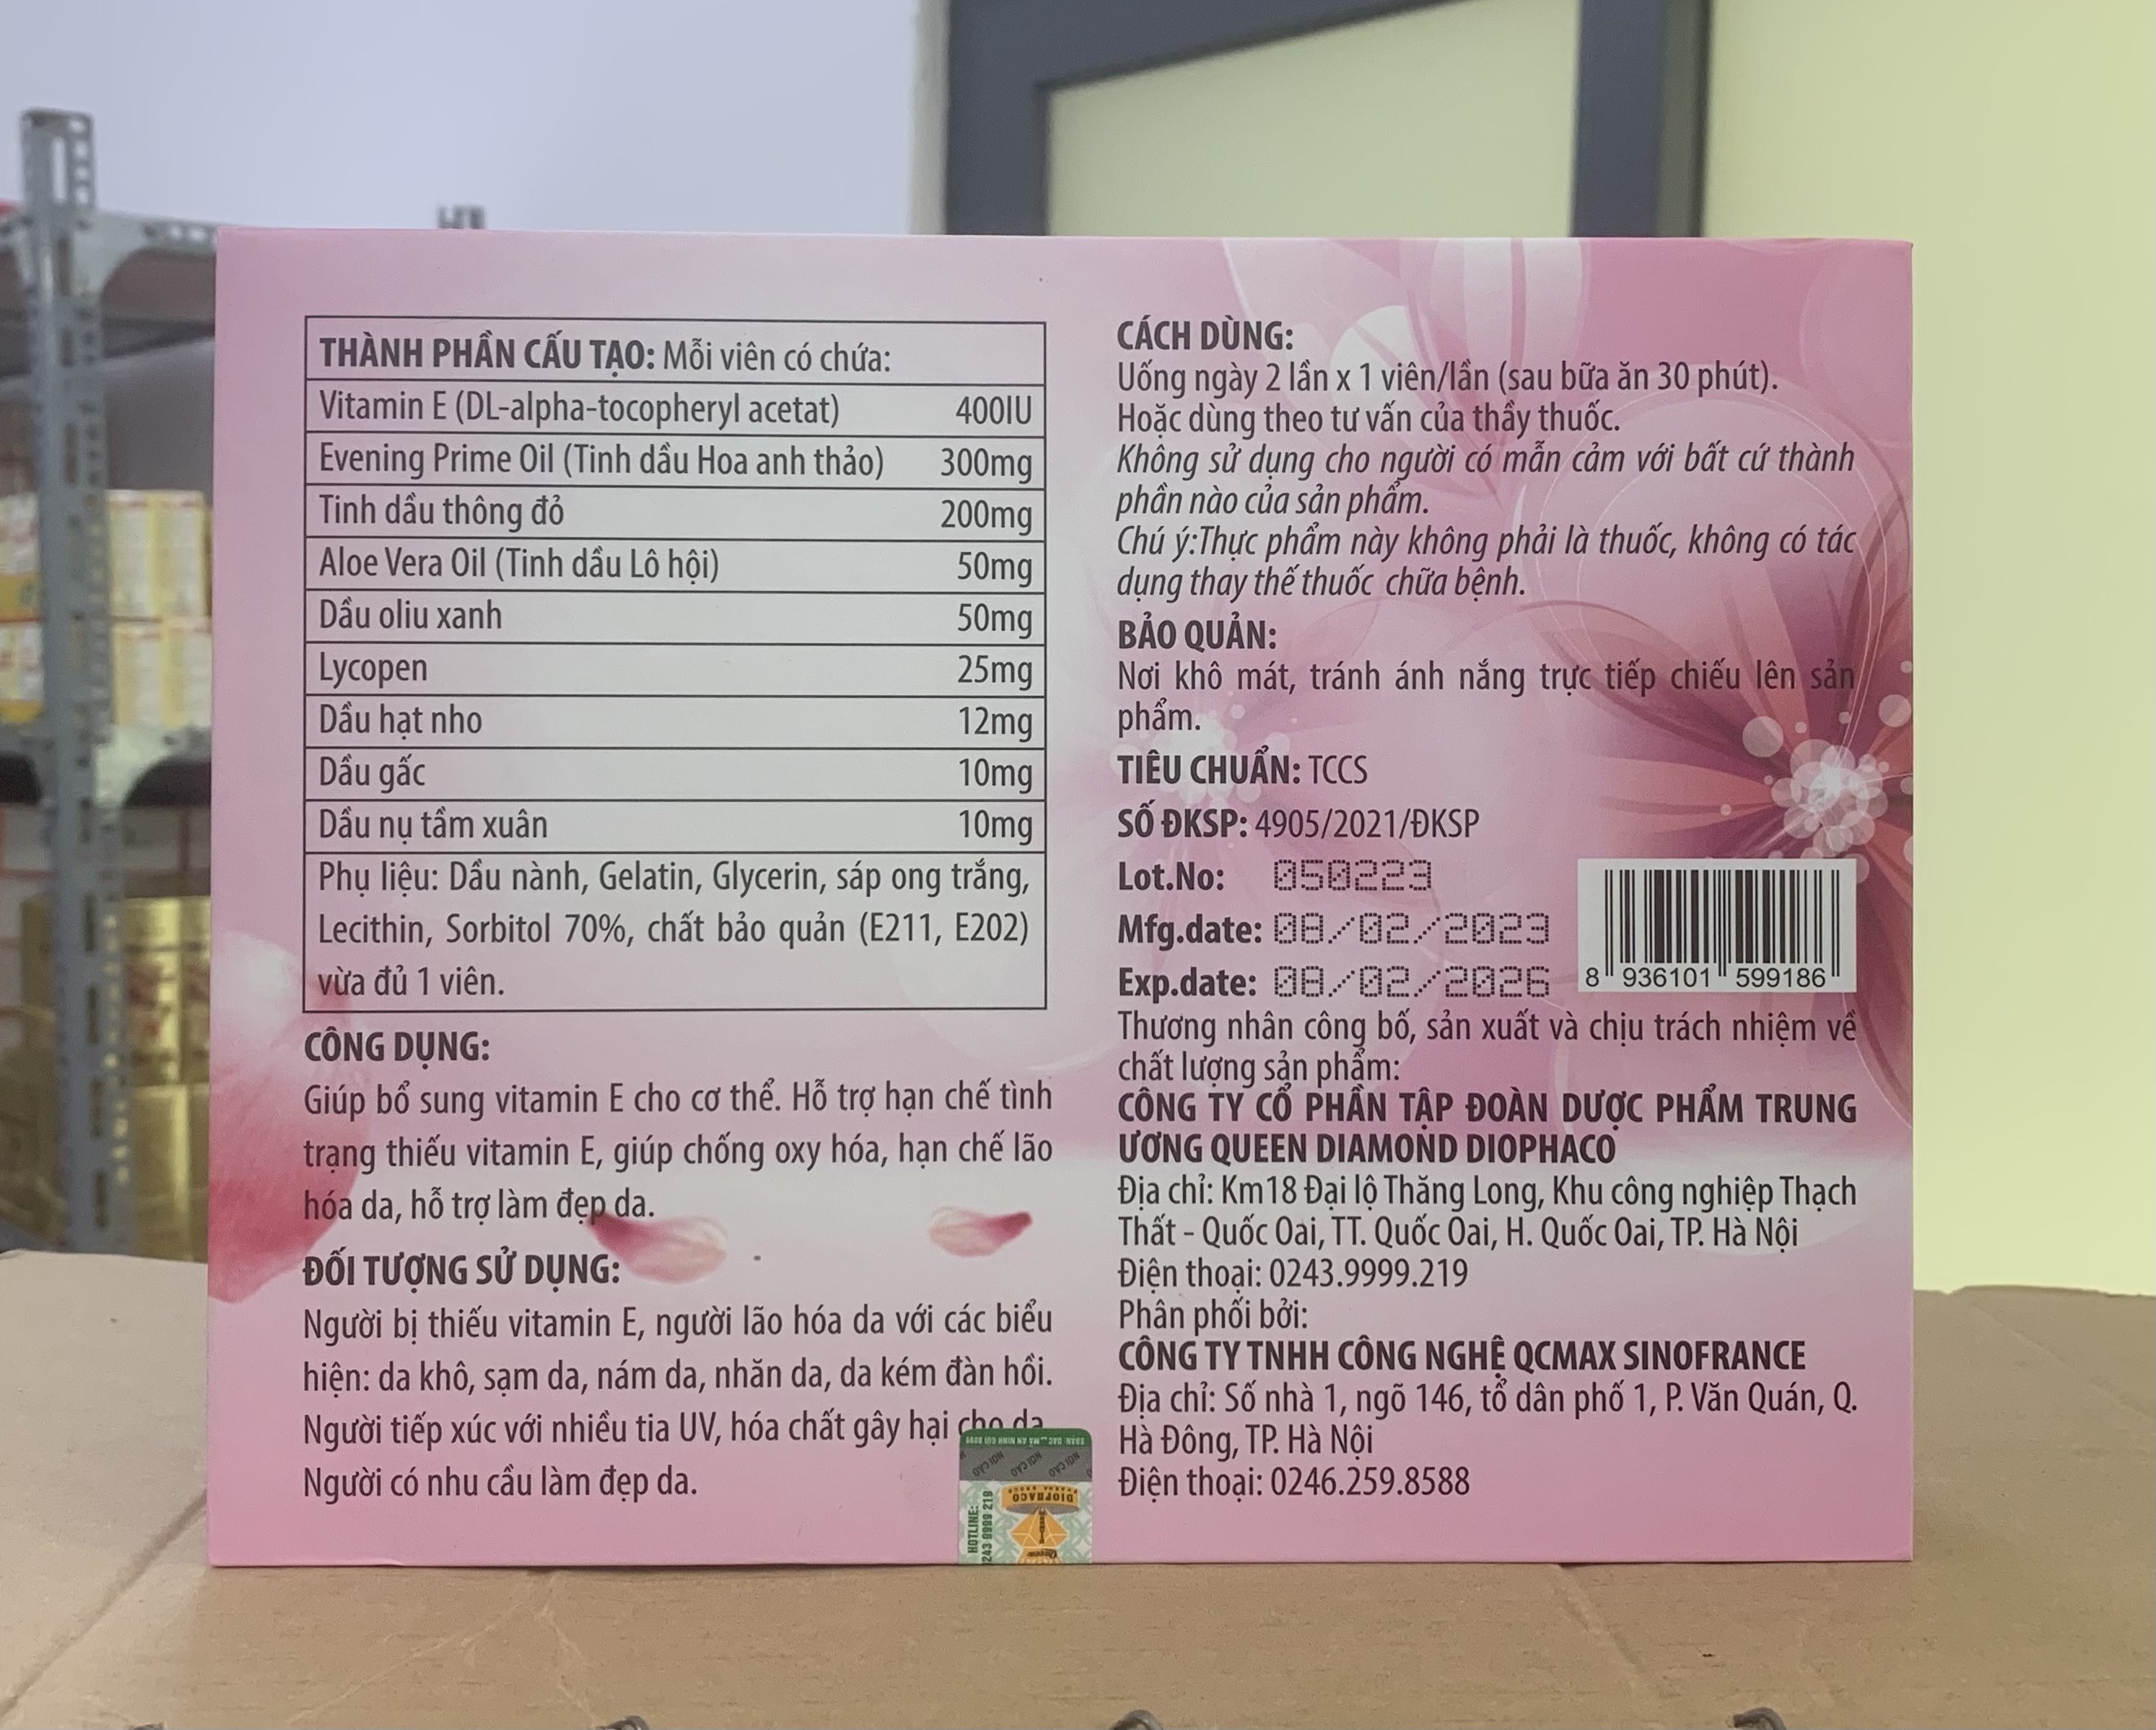 THÀNH PHẦN CẤU TẠO: Mỗi viên có chứa:
Vitamin E (DL-alpha-tocopheryl acetat) 400IU
Evening Prime Oil (Tinh dầu Hoa anh thảo) 300mg
Tinh dầu thông đỏ 200mg
Aloe Vera Oil (Tinh dầu Lô hội) 50mg
Dầu oliu xanh 50mg
Lycopen 25mg
Dầu hạt nho 12mg
Dầu gấc 10mg
Dầu nụ tầm xuân 10mg
Phụ liệu: Dầu nành, Gelatin, Glycerin, sáp ong trắng,
Lecithin, Sorbitol 70%, chất bảo quản (E211, E202)
vừa đủ 1 viên.
CÔNG DỤNG:
Giúp bổ sung vitamin E cho cơ thể. Hỗ trợ hạn chế tình
trạng thiếu vitamin E, giúp chống oxy hóa, hạn chế lão
hóa da, hỗ trợ làm đẹp da.
ĐỐI TƯỢNG SỬ DỤNG:
Người bị thiếu vitamin E, người lão hóa da với các biểu
hiện: da khô, sạm da, nám da, nhăn da, da kém đàn hồi.
Người tiếp xúc với nhiều tia UV, hóa chất gây hại cho da
Người có nhu cầu làm đẹp da.
CÁCH DÙNG:
Uống ngày 2 lần x 1 viên/lần (sau bữa ăn 30 phút).
Hoặc dùng theo tư vấn của thầy thuốc.
Không sử dụng cho người có mẫn cảm với bất cứ thành
phần nào của sản phẩm.
Chú ý:Thực phẩm này không phải là thuốc, không có tác
dụng thay thế thuốc chữa bệnh.
BẢO QUẢN:
Nơi khô mát, tránh ánh nắng trực tiếp chiếu lên sản
phẩm.
TIÊU CHUẨN: TCCS
SỐ ĐKSP: 4905/2021/ĐKSP
Lot.No: 050223
Mfg.date: 08/02/2023
Exp.date: 08/02/2026
8 936101 599186
Thương nhân công bố, sản xuất và chịu trách nhiệm về
chất lượng sản phẩm:
CÔNG TY CỔ PHẦN TẬP ĐOÀN DƯỢC PHẨM TRUNG
ƯƠNG QUEEN DIAMOND DIOPHACO
Địa chỉ: Km18 Đại lộ Thăng Long, Khu công nghiệp Thạch
Thất - Quốc Oai, TT. Quốc Oai, H. Quốc Oai, TP. Hà Nội
Điện thoại: 0243.9999.219
Phân phối bởi:
CÔNG TY TNHH CÔNG NGHỆ QCMAX SINOFRANCE
Địa chỉ: Số nhà 1, ngõ 146, tổ dân phố 1, P. Văn Quán, Q.
Hà Đông, TP. Hà Nội
Điện thoại: 0246.259.8588
DIOPHACO
HOTLINE:
0243 9999 219